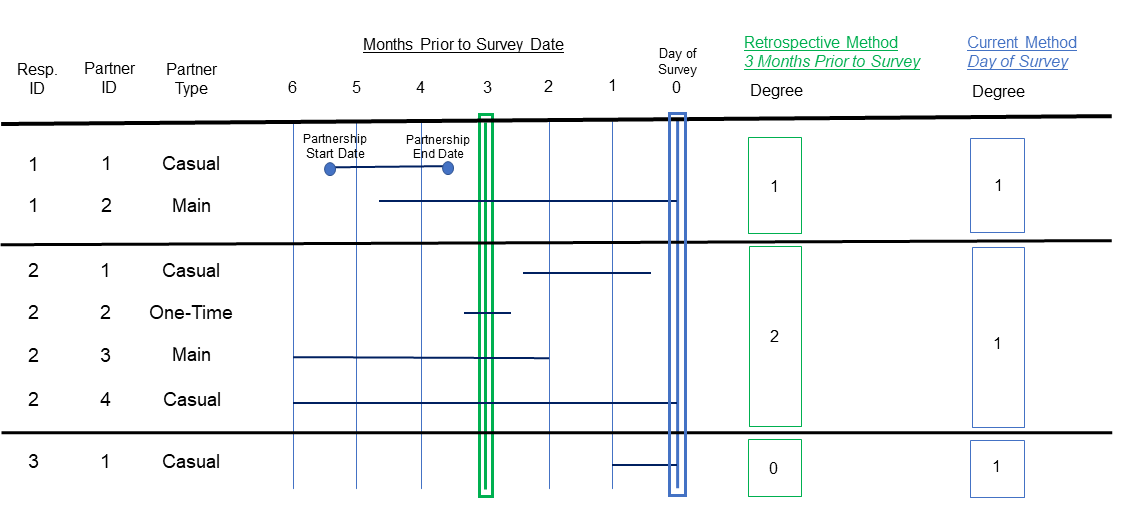 Months Prior to Survey Date
Retrospective Method
3 Months Prior to Survey
Current Method
Day of Survey
Resp.
ID
Partner
ID
Partner
Type
6 5 4 3 2 1
Day of
Survey
0
Degree
Degree
Partnership
Start Date
Partnership
End Date
1 1 Casual
1 2 Main
1
1
2 1 Casual
2 2 One-Time
2 3 Main
2 4 Casual
2
1
3 1 Casual
0
1